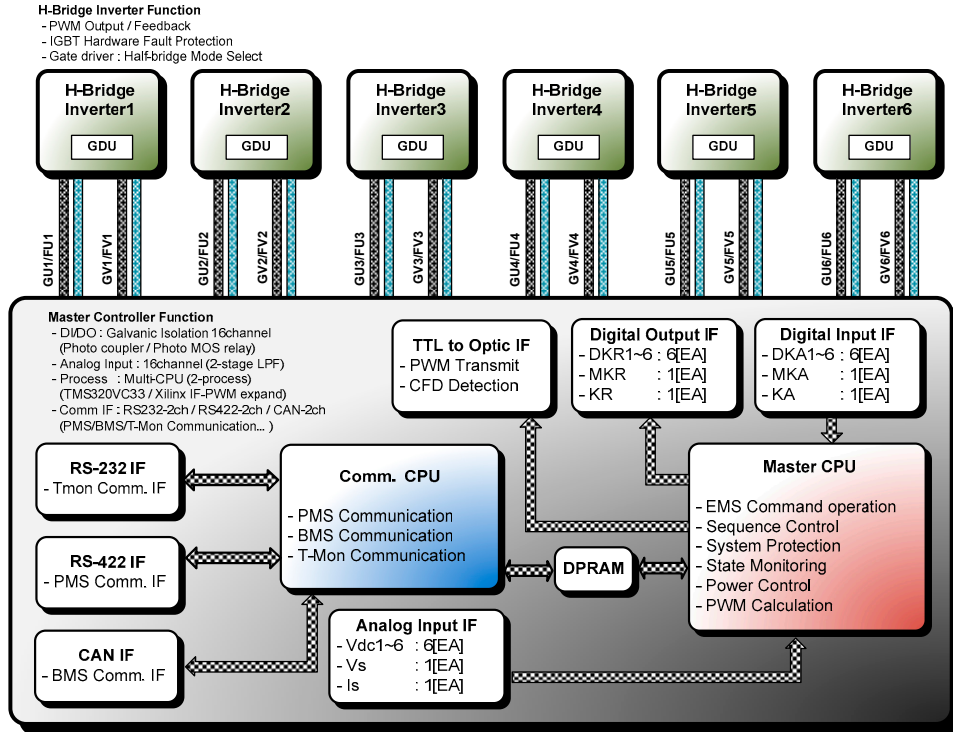 H-Bridge Inverter Function
- PWM Output / Feedback
- IGBT Hardware Fault Protection
- Gate driver : Half-bridge Mode Select
H-Bridge
Inverter1
GDU
H-Bridge
Inverter2
GDU
H-Bridge
Inverter3
GDU
H-Bridge
Inverter4
GDU
H-Bridge
Inverter5
GDU
H-Bridge
Inverter6
GDU
GU1/FU1
GV1/FV1
GU2/FU2
GV2/FV2
GU3/FU3
GV3/FV3
GU4/FU4
GV4/FV4
GU5/FU5
GV5/FV5
GU6/FU6
GV6/FV6
Master Controller Function
- DI/DO : Galvanic Isolation 16channel
(Photo coupler / Photo MOS relay)
- Analog Input : 16channel (2-stage LPF)
- Process : Multi-CPU (2-process)
(TMS320VC33 / Xilinx IF-PWM expand)
- Comm IF : RS232-2ch / RS422-2ch / CAN-2ch
(PMS/BMS/T-Mon Communication... )
TTL to Optic IF
- PWM Transmit
- CFD Detection
Digital Output IF
- DKR1~6 : 6[EA]
- MKR : 1[EA]
- KR : 1[EA]
Digital Input IF
- DKA1~6 : 6[EA]
- MKA : 1[EA]
- KA : 1[EA]
RS-232 IF
- Tmon Comm. IF
RS-422 IF
- PMS Comm. IF
CAN IF
- BMS Comm. IF
Comm. CPU
- PMS Communication
- BMS Communication
- T-Mon Communication
DPRAM
Master CPU
- EMS Command operation
- Sequence Control
- System Protection
- State Monitoring
- Power Control
- PWM Calculation
Analog Input IF
- Vdc1~6 : 6[EA]
- Vs : 1[EA]
- Is : 1[EA]